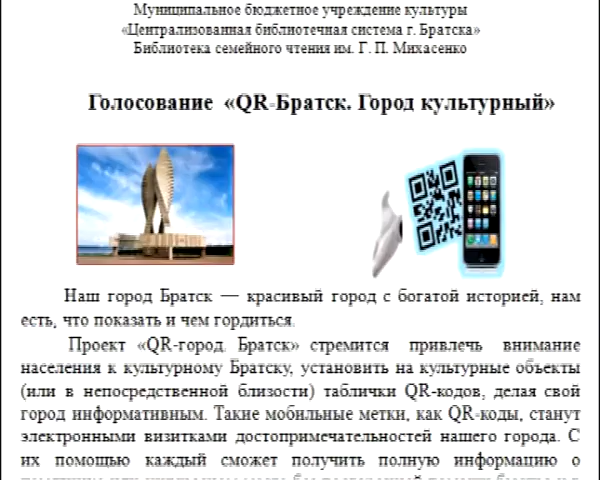 Муниципальное бюджетное учреждение культуры
«Централизованная библиотечная система г. Братска»
Библиотека семейного чтения им. Г. П. Михасенко
Голосование «QR-Братск. Город культурный»
Наш город Братск — красивый город с богатой историей, нам
есть, что показать и чем гордиться.
Проект «QR-город. Братск» стремится привлечь внимание
населения к культурному Братску, установить на культурные объекты
(или в непосредственной близости) таблички QR-кодов, делая свой
город информативным. Такие мобильные метки, как QR-коды, станут
электронными визитками достопримечательностей нашего города. С
их помощью каждый сможет получить полную информацию о